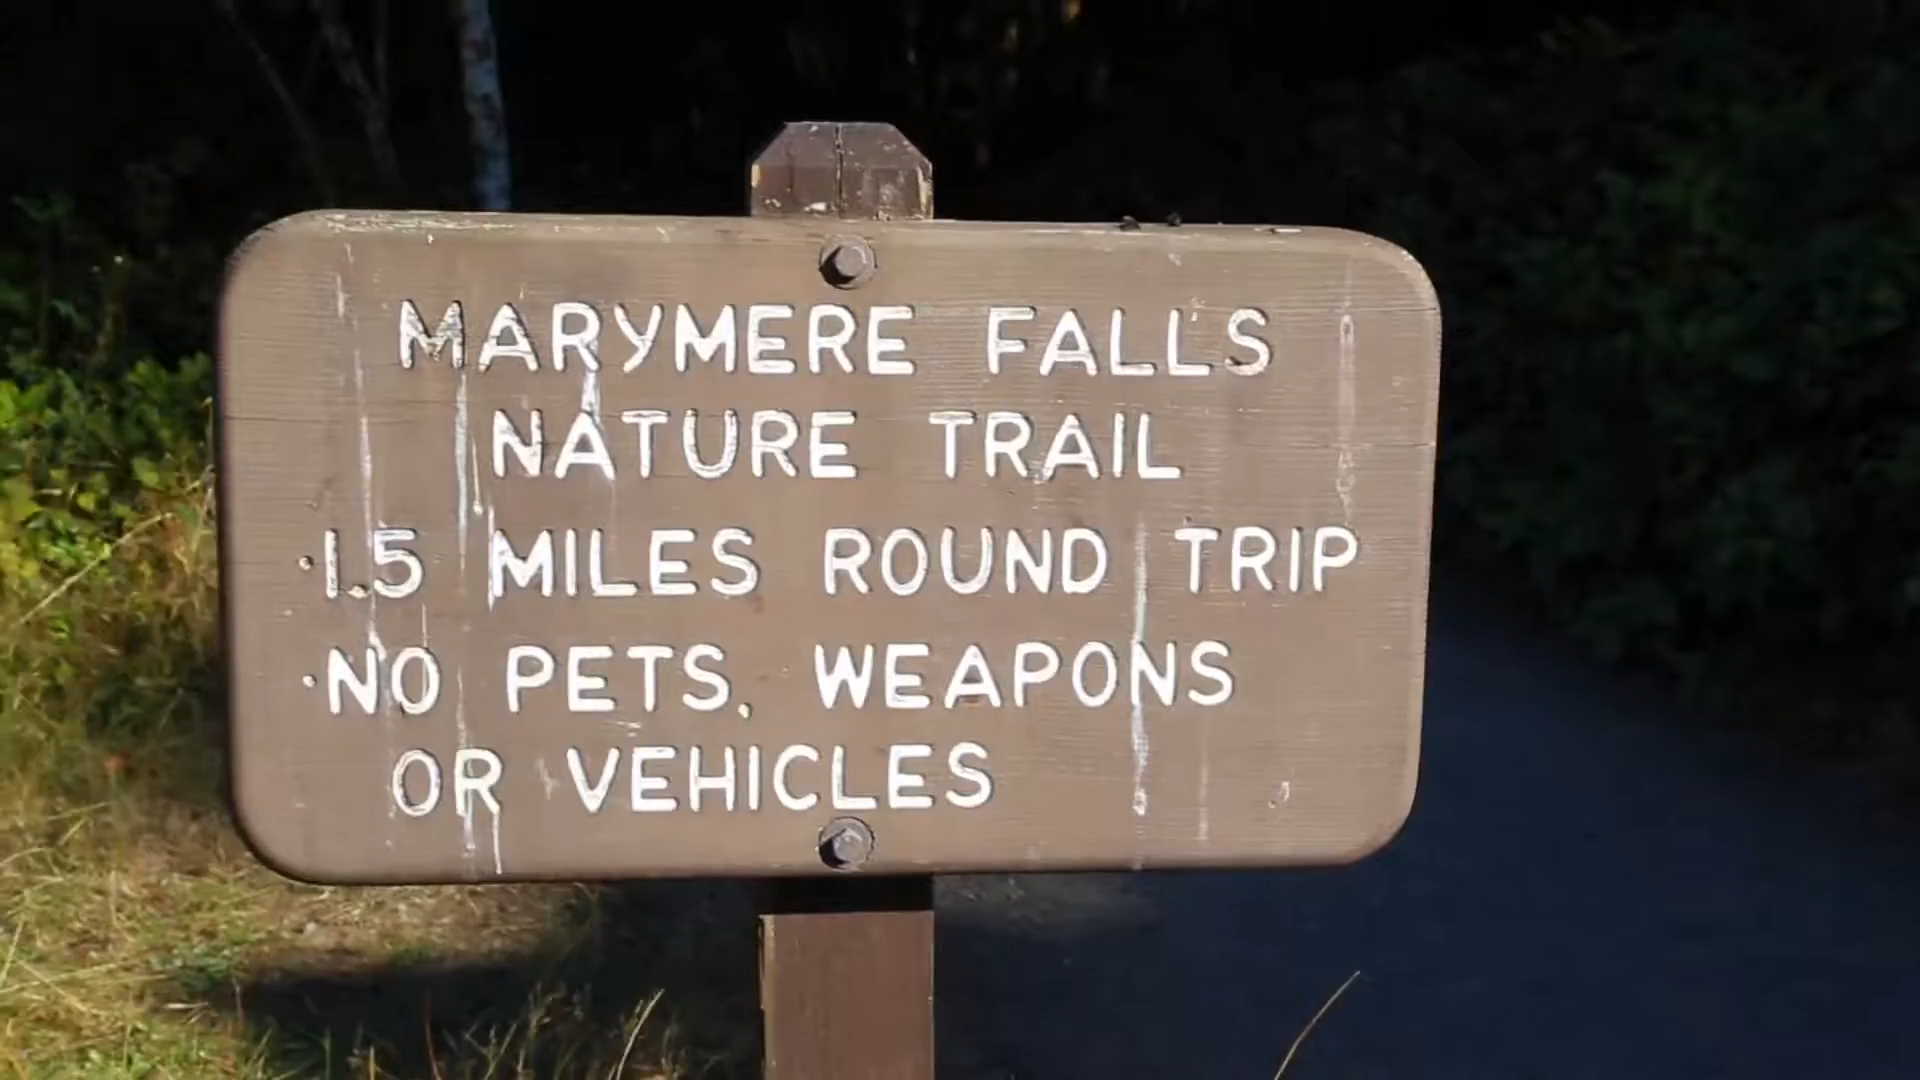 MARYMERE FALLS
NATURE TRAIL
·1.5 MILES ROUND TRIP
·NO PETS, WEAPONS
OR VEHICLES